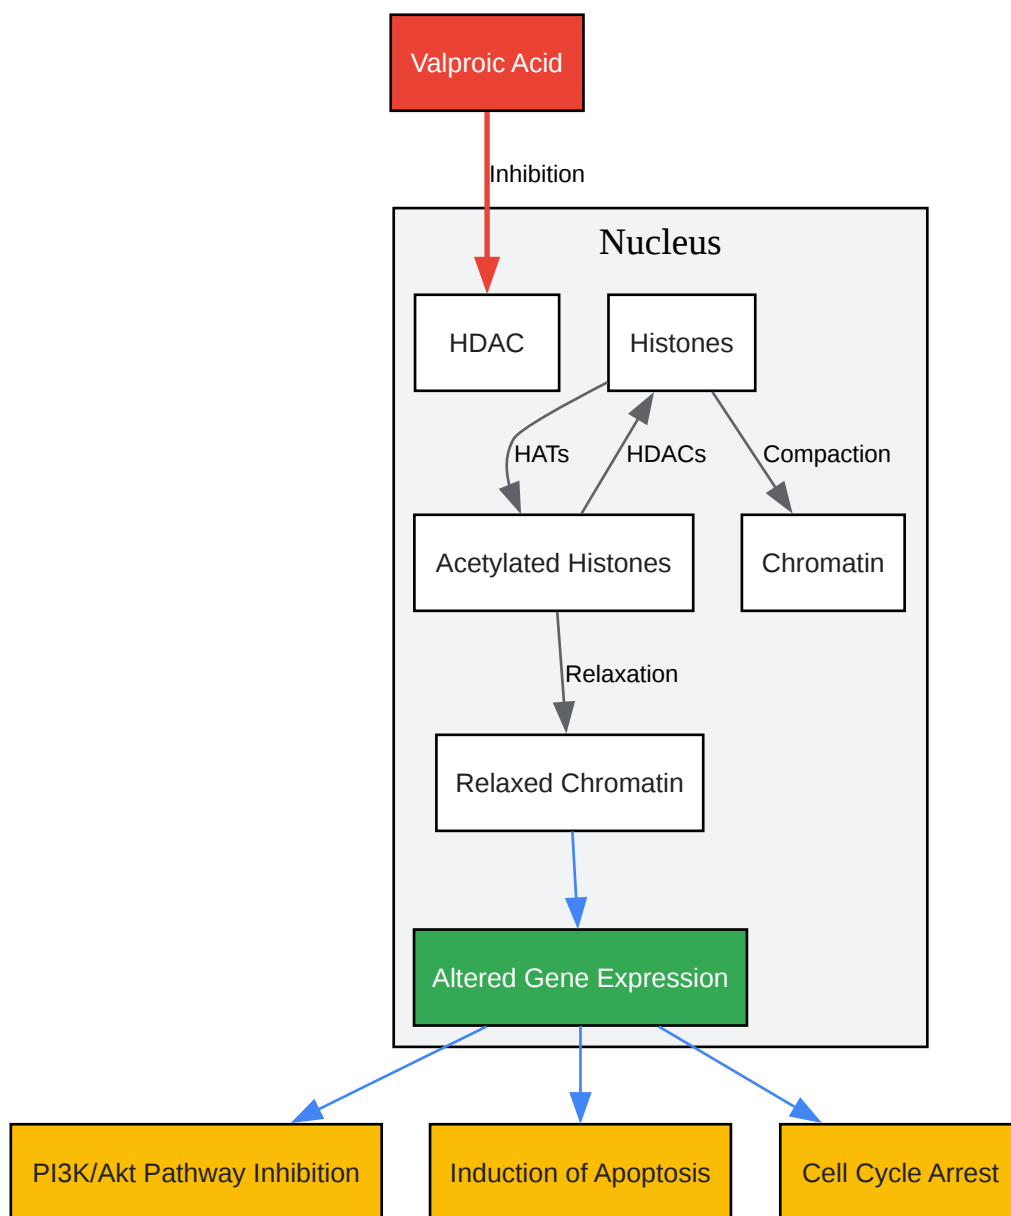 Valproic Acid
Inhibition
Nucleus
HDAC
Histones
HATs
HDACs
Compaction
Acetylated Histones
Chromatin
Relaxation
Relaxed Chromatin
Altered Gene Expression
PI3K/Akt Pathway Inhibition
Induction of Apoptosis
Cell Cycle Arrest